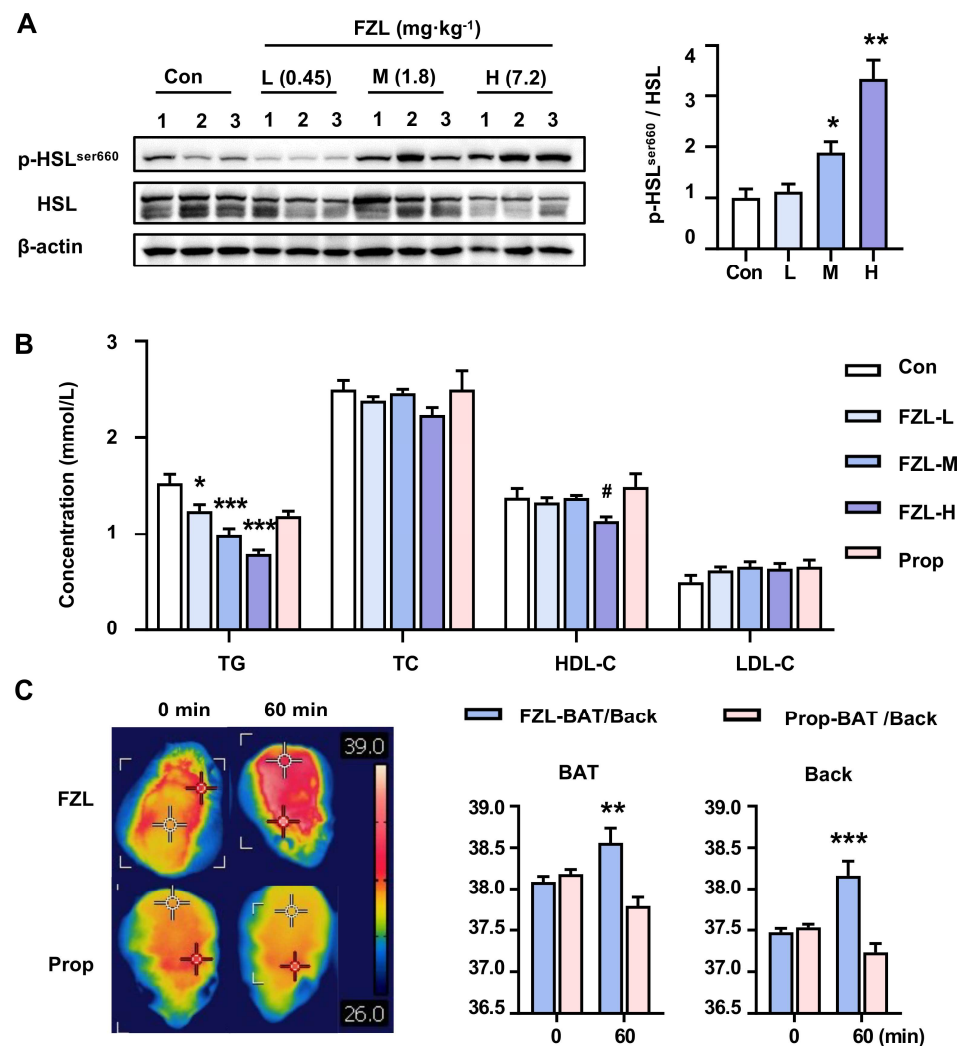 A
FZL (mg·kg-1)
Con L (0.45) M (1.8) H (7.2)
1 2 3 1 2 3 1 2 3 1 2 3
p-HSLser660
HSL
β-actin
p-HSLser660 / HSL
4
3
2
1
0
* **
Con L M H
B
Concentration (mmol/L)
3
2
1
0
* *** *** #
TG TC HDL-C LDL-C
Con
FZL-L
FZL-M
FZL-H
Prop
C
0 min 60 min
FZL
Prop
39.0
26.0
FZL-BAT/Back Prop-BAT /Back
BAT
39.0
38.5
38.0
37.5
37.0
36.5
**
0 60
Back
39.0
38.5
38.0
37.5
37.0
36.5
***
0 60 (min)